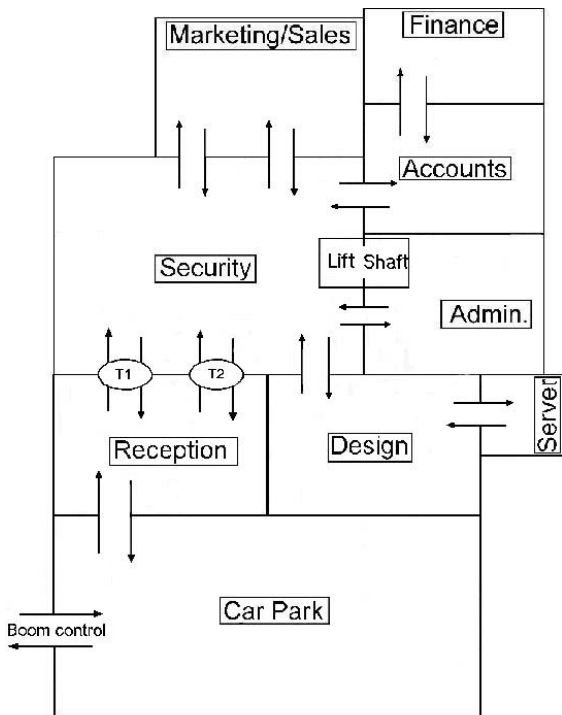 Marketing/Sales
Finance
Accounts
Security
Lift Shaft
Admin.
T1
T2
Server
Reception
Design
Car Park
Boom control